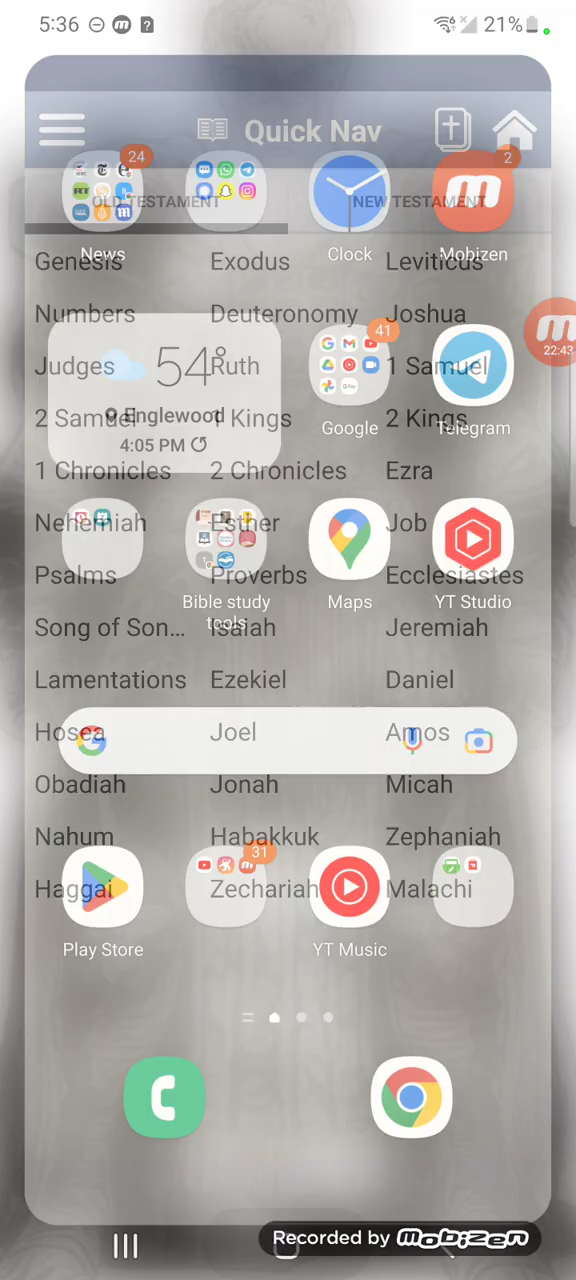 5:36 21%
Quick Nav
24 2
OLD TESTAMENT NEW TESTAMENT
News Clock Mobizen
Genesis Exodus Leviticus
Numbers Deuteronomy Joshua
41 22:43
Judges 54° Ruth 1 Samuel
Englewood
2 Samuel 1 Kings 2 Kings
Google Telegram
4:05 PM
1 Chronicles 2 Chronicles Ezra
Nehemiah Esther Job
Psalms Proverbs Ecclesiastes
Bible study tools Maps YT Studio
Song of Son... Isaiah Jeremiah
Lamentations Ezekiel Daniel
Hosea Joel Amos
Obadiah Jonah Micah
Nahum Habakkuk Zephaniah
31
Haggai Zechariah Malachi
Play Store YT Music
Recorded by mobizen